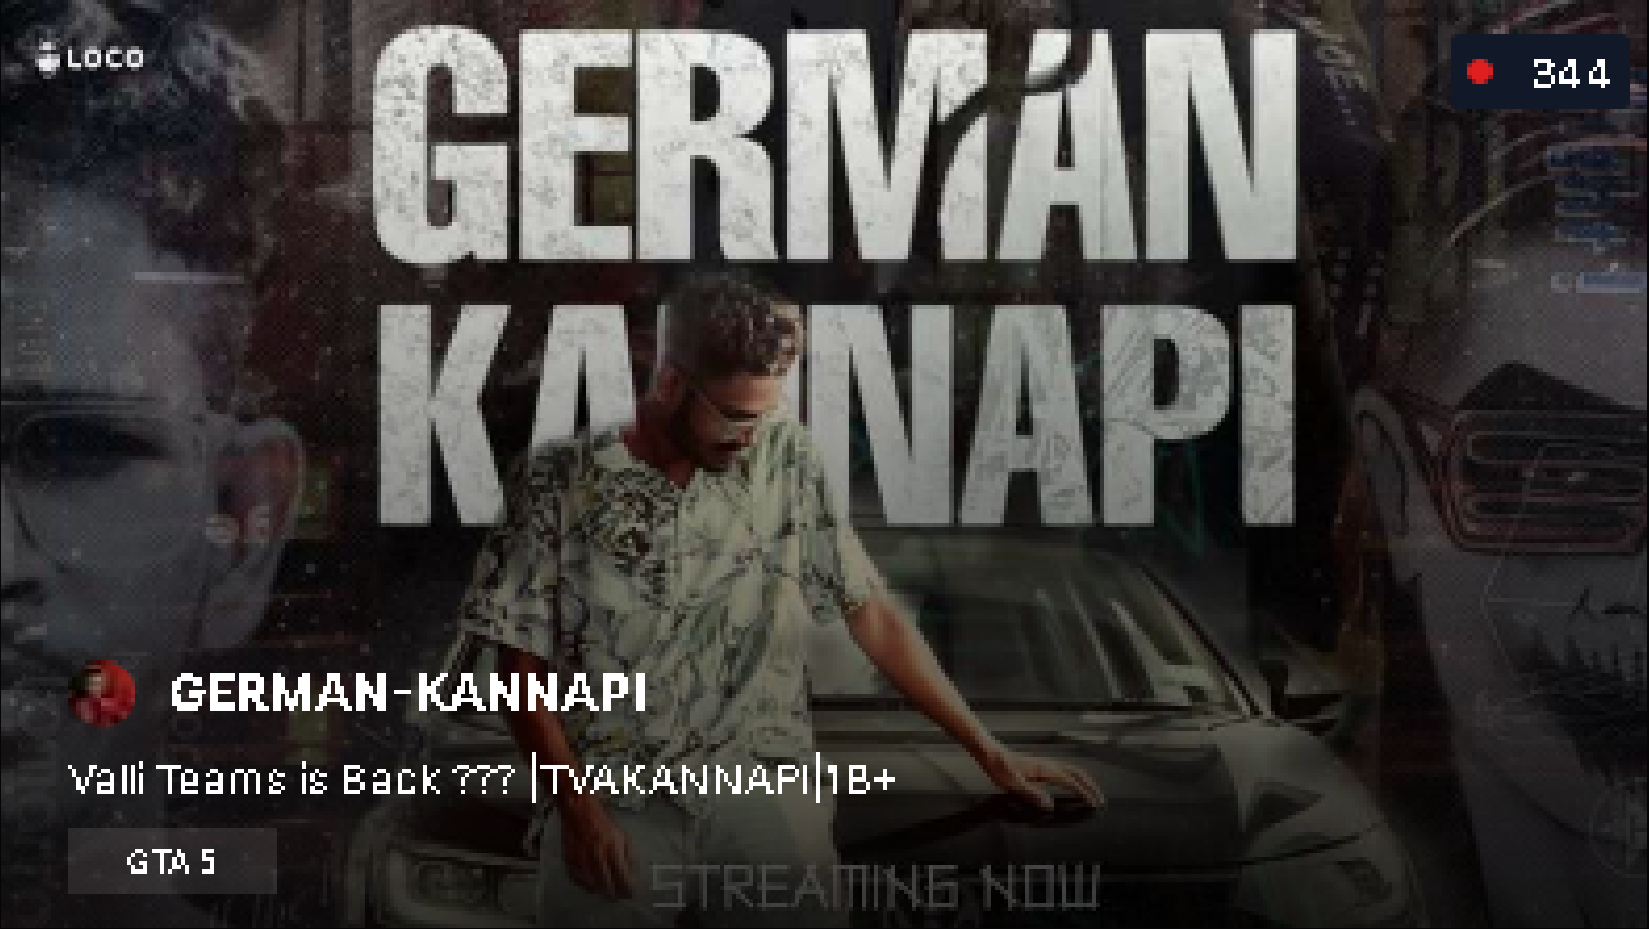 LOCO
344
GERMAN
KANNAPI
GERMAN-KANNAPI
Valli Teams is Back ??? |TVAKANNAPI|18+
GTA 5
STREAMING NOW